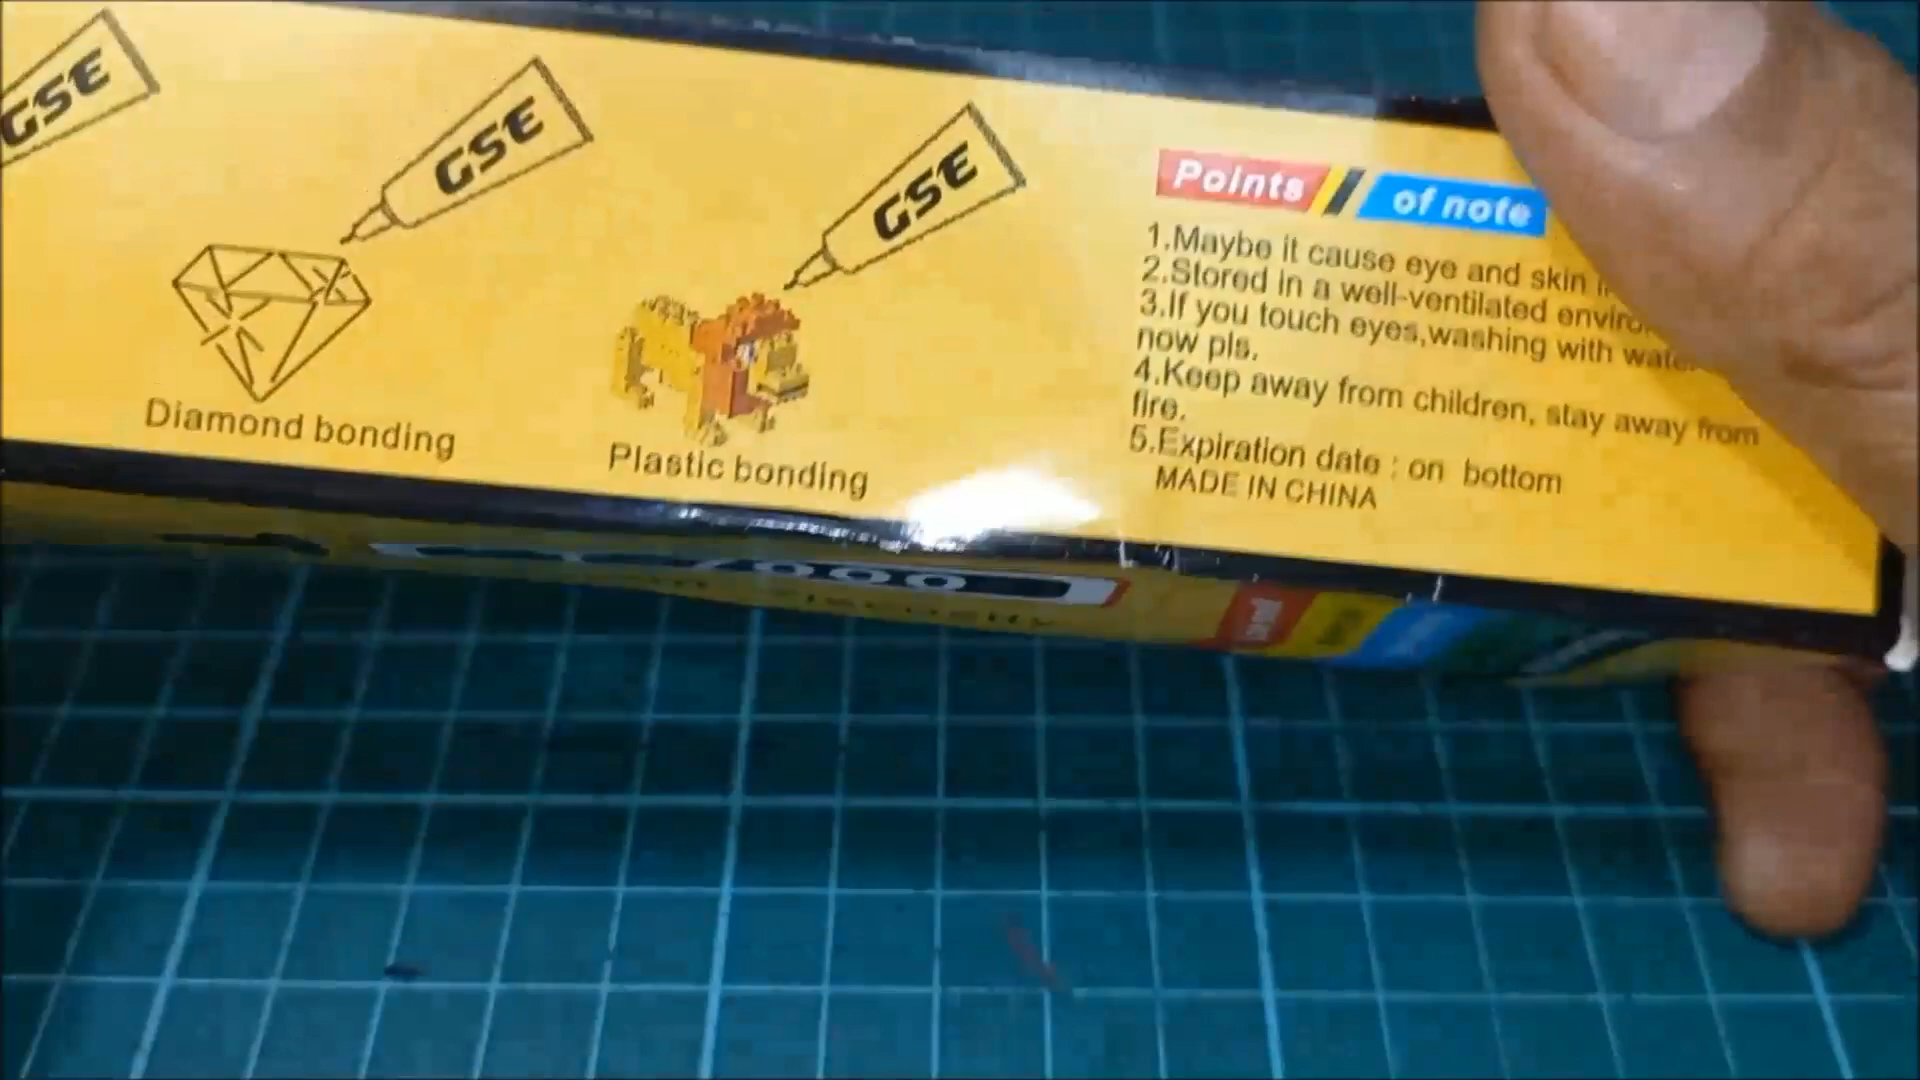 GSE
GSE
GSE
Diamond bonding
Plastic bonding
Points of note
1.Maybe it cause eye and skin
2.Stored in a well-ventilated
3.If you touch eyes,washing with
now pls.
4.Keep away from children, stay away from
fire.
5.Expiration date : on bottom
MADE IN CHINA